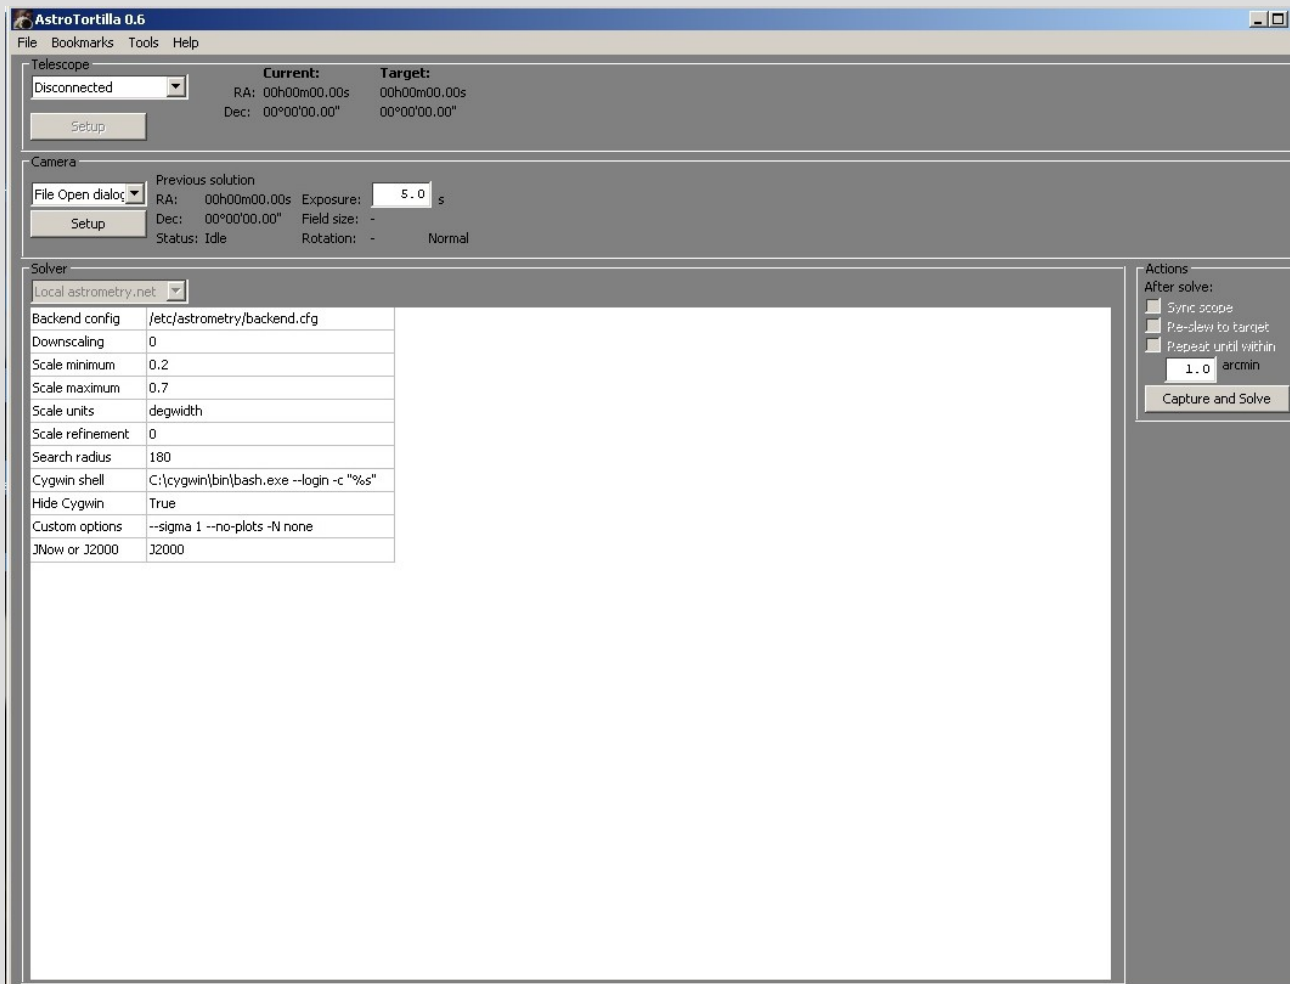 AstroTortilla 0.6
File Bookmarks Tools Help
Telescope
Disconnected
Setup
Current: Target:
RA: 00h00m00.00s 00h00m00.00s
Dec: 00°00'00.00" 00°00'00.00"
Camera
File Open dialog
Setup
Previous solution
RA: 00h00m00.00s Exposure: 5.0 s
Dec: 00°00'00.00" Field size: -
Status: Idle Rotation: - Normal
Solver
Local astrometry.net
Backend config /etc/astrometry/backend.cfg
Downscaling 0
Scale minimum 0.2
Scale maximum 0.7
Scale units degwidth
Scale refinement 0
Search radius 180
Cygwin shell C:\cygwin\bin\bash.exe --login -c "%s"
Hide Cygwin True
Custom options --sigma 1 --no-plots -N none
JNow or J2000 J2000
Actions
After solve:
Sync scope
Re-slew to target
Repeat until within
1.0 arcmin
Capture and Solve